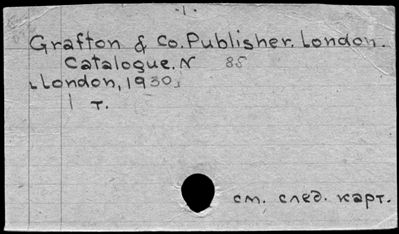 -1-
Grafton & Co. Publisher. London.
Catalogue. N 85
[London, 1930]
1 т.
см. след. карт.